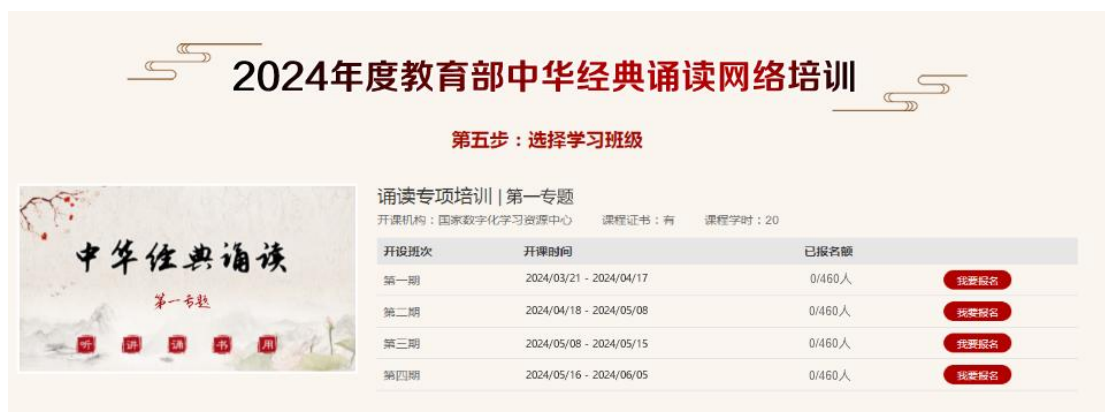 2024年度教育部中华经典诵读网络培训
第五步：选择学习班级
中华经典诵读
第一专题
听 讲 诵 书 用
诵读专项培训 | 第一专题
开课机构：国家数字化学习资源中心 课程证书：有 课程学时：20
开设班次 开课时间 已报名额
第一期 2024/03/21 - 2024/04/17 0/460人 我要报名
第二期 2024/04/18 - 2024/05/08 0/460人 我要报名
第三期 2024/05/08 - 2024/05/15 0/460人 我要报名
第四期 2024/05/16 - 2024/06/05 0/460人 我要报名